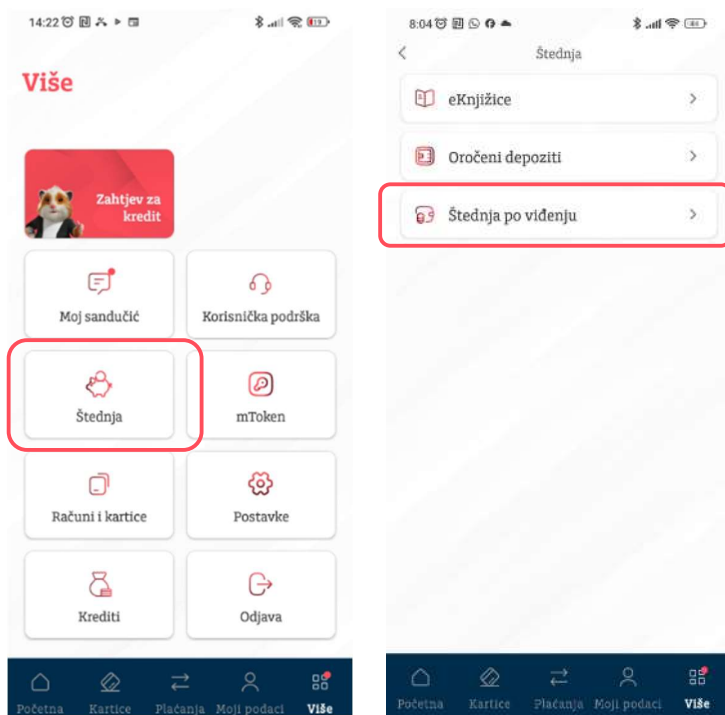 14:22
19
Više
Zahtjev za
kredit
Moj sandučić
Korisnička podrška
Štednja
mToken
Računi i kartice
Postavke
Krediti
Odjava
Početna
Kartice
Plaćanja
Moji podaci
Više
8:04
Štednja
eKnjižice
Oročeni depoziti
Štednja po viđenju
Početna
Kartice
Plaćanja
Moji podaci
Više